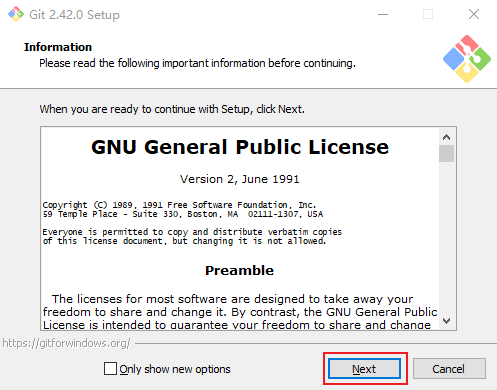 Git 2.42.0 Setup
Information
Please read the following important information before continuing.
When you are ready to continue with Setup, click Next.
GNU General Public License
Version 2, June 1991
Copyright (C) 1989, 1991 Free Software Foundation, Inc.
59 Temple Place - Suite 330, Boston, MA  02111-1307, USA
Everyone is permitted to copy and distribute verbatim copies
of this license document, but changing it is not allowed.
Preamble
The licenses for most software are designed to take away your
freedom to share and change it. By contrast, the GNU General Public
License is intended to guarantee your freedom to share and change
https://gitforwindows.org/
Only show new options
Next
Cancel